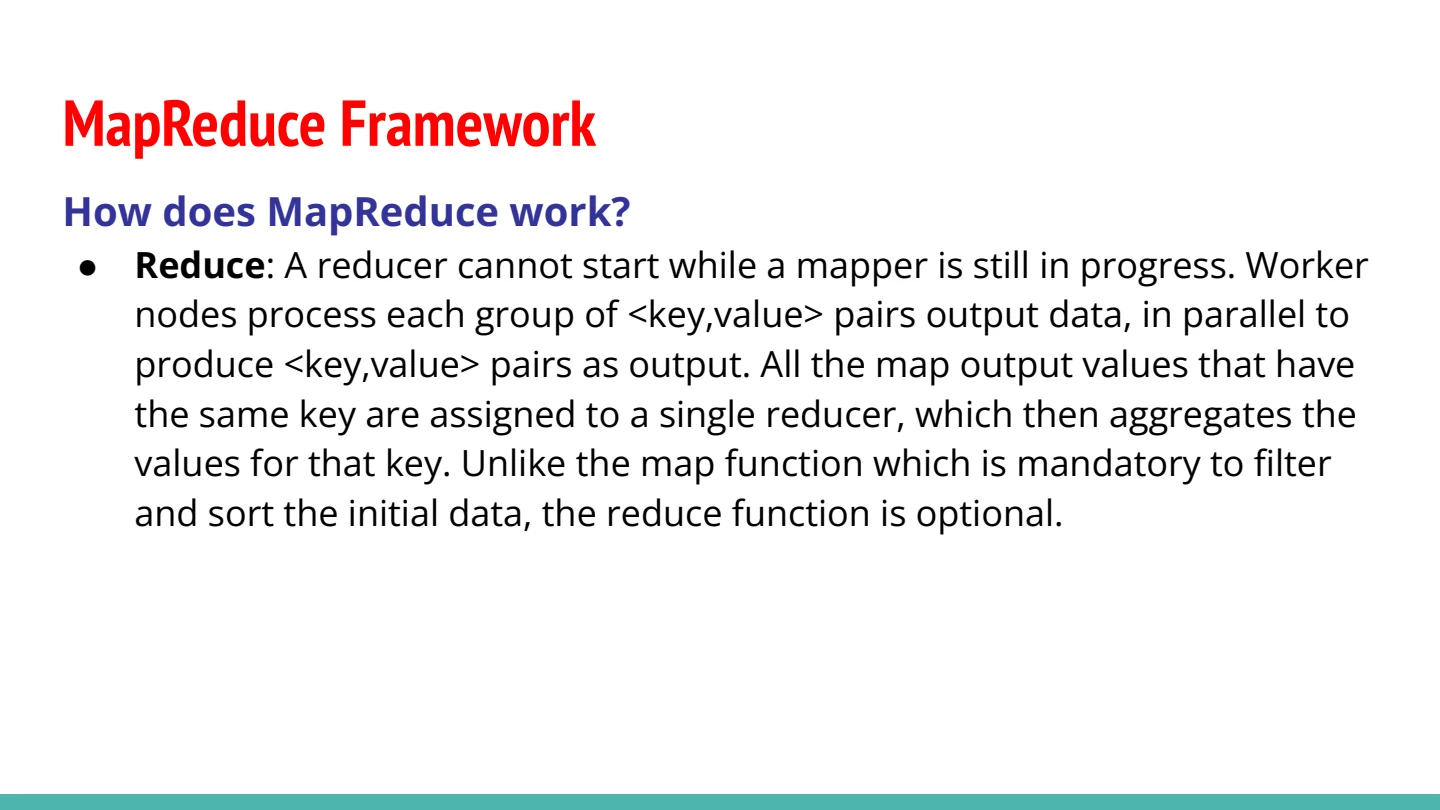 MapReduce Framework
How does MapReduce work?
● Reduce: A reducer cannot start while a mapper is still in progress. Worker
nodes process each group of <key,value> pairs output data, in parallel to
produce <key,value> pairs as output. All the map output values that have
the same key are assigned to a single reducer, which then aggregates the
values for that key. Unlike the map function which is mandatory to filter
and sort the initial data, the reduce function is optional.